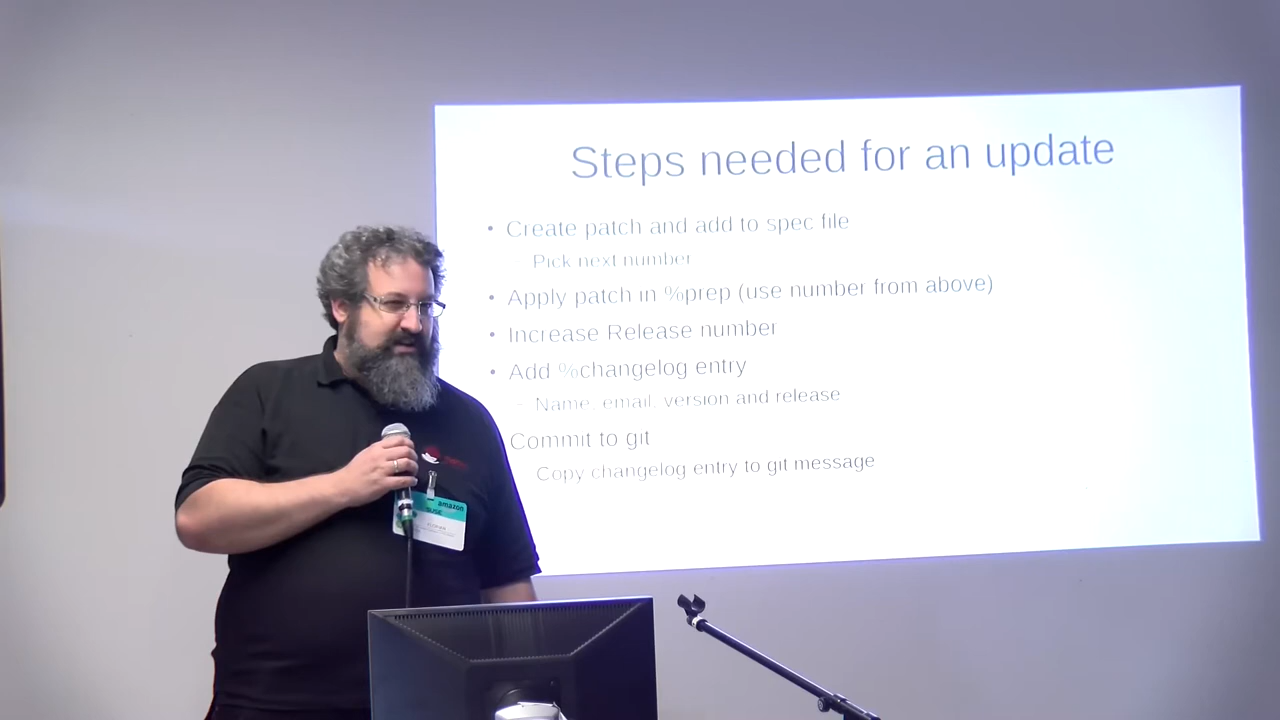 Steps needed for an update
• Create patch and add to spec file
Pick next number
• Apply patch in %prep (use number from above)
• Increase Release number
• Add %changelog entry
– Name, email, version and release
Commit to git
Copy changelog entry to git message
amazon
SUSE